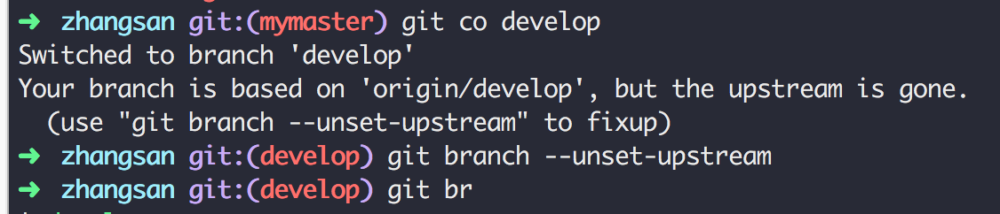 ➜ zhangsan git:(mymaster) git co develop
Switched to branch 'develop'
Your branch is based on 'origin/develop', but the upstream is gone.
  (use "git branch --unset-upstream" to fixup)
➜ zhangsan git:(develop) git branch --unset-upstream
➜ zhangsan git:(develop) git br